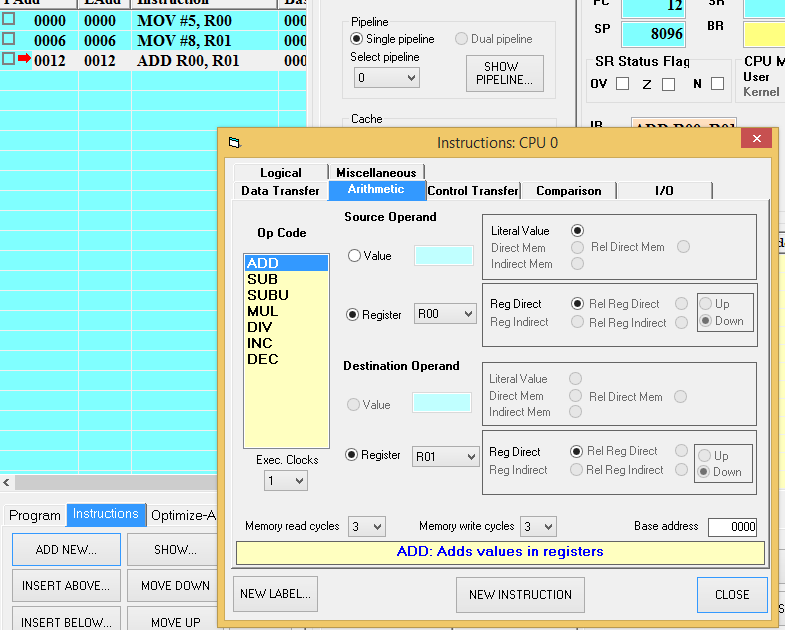 PAdd LAdd Instruction Bas
0000 0000 MOV #5, R00 000
0006 0006 MOV #8, R01 000
0012 0012 ADD R00, R01 000
Pipeline
Single pipeline Dual pipeline
Select pipeline
0
SHOW
PIPELINE...
Cache
PC 12 SR
SP 8096 BR
SR Status Flag
OV Z N
CPU M
User
Kernel
IR ADD R00, R01
Instructions: CPU 0
Logical Miscellaneous
Data Transfer Arithmetic Control Transfer Comparison I/O
Op Code
ADD
SUB
SUBU
MUL
DIV
INC
DEC
Exec. Clocks
1
Source Operand
Value
Literal Value
Direct Mem Rel Direct Mem
Indirect Mem
Register R00
Reg Direct Rel Reg Direct Up
Reg Indirect Rel Reg Indirect Down
Destination Operand
Value
Literal Value
Direct Mem Rel Direct Mem
Indirect Mem
Register R01
Reg Direct Rel Reg Direct Up
Reg Indirect Rel Reg Indirect Down
Memory read cycles 3 Memory write cycles 3 Base address 0000
ADD: Adds values in registers
NEW LABEL... NEW INSTRUCTION CLOSE
Program Instructions Optimize-A
ADD NEW... SHOW...
INSERT ABOVE... MOVE DOWN
INSERT BELOW... MOVE UP